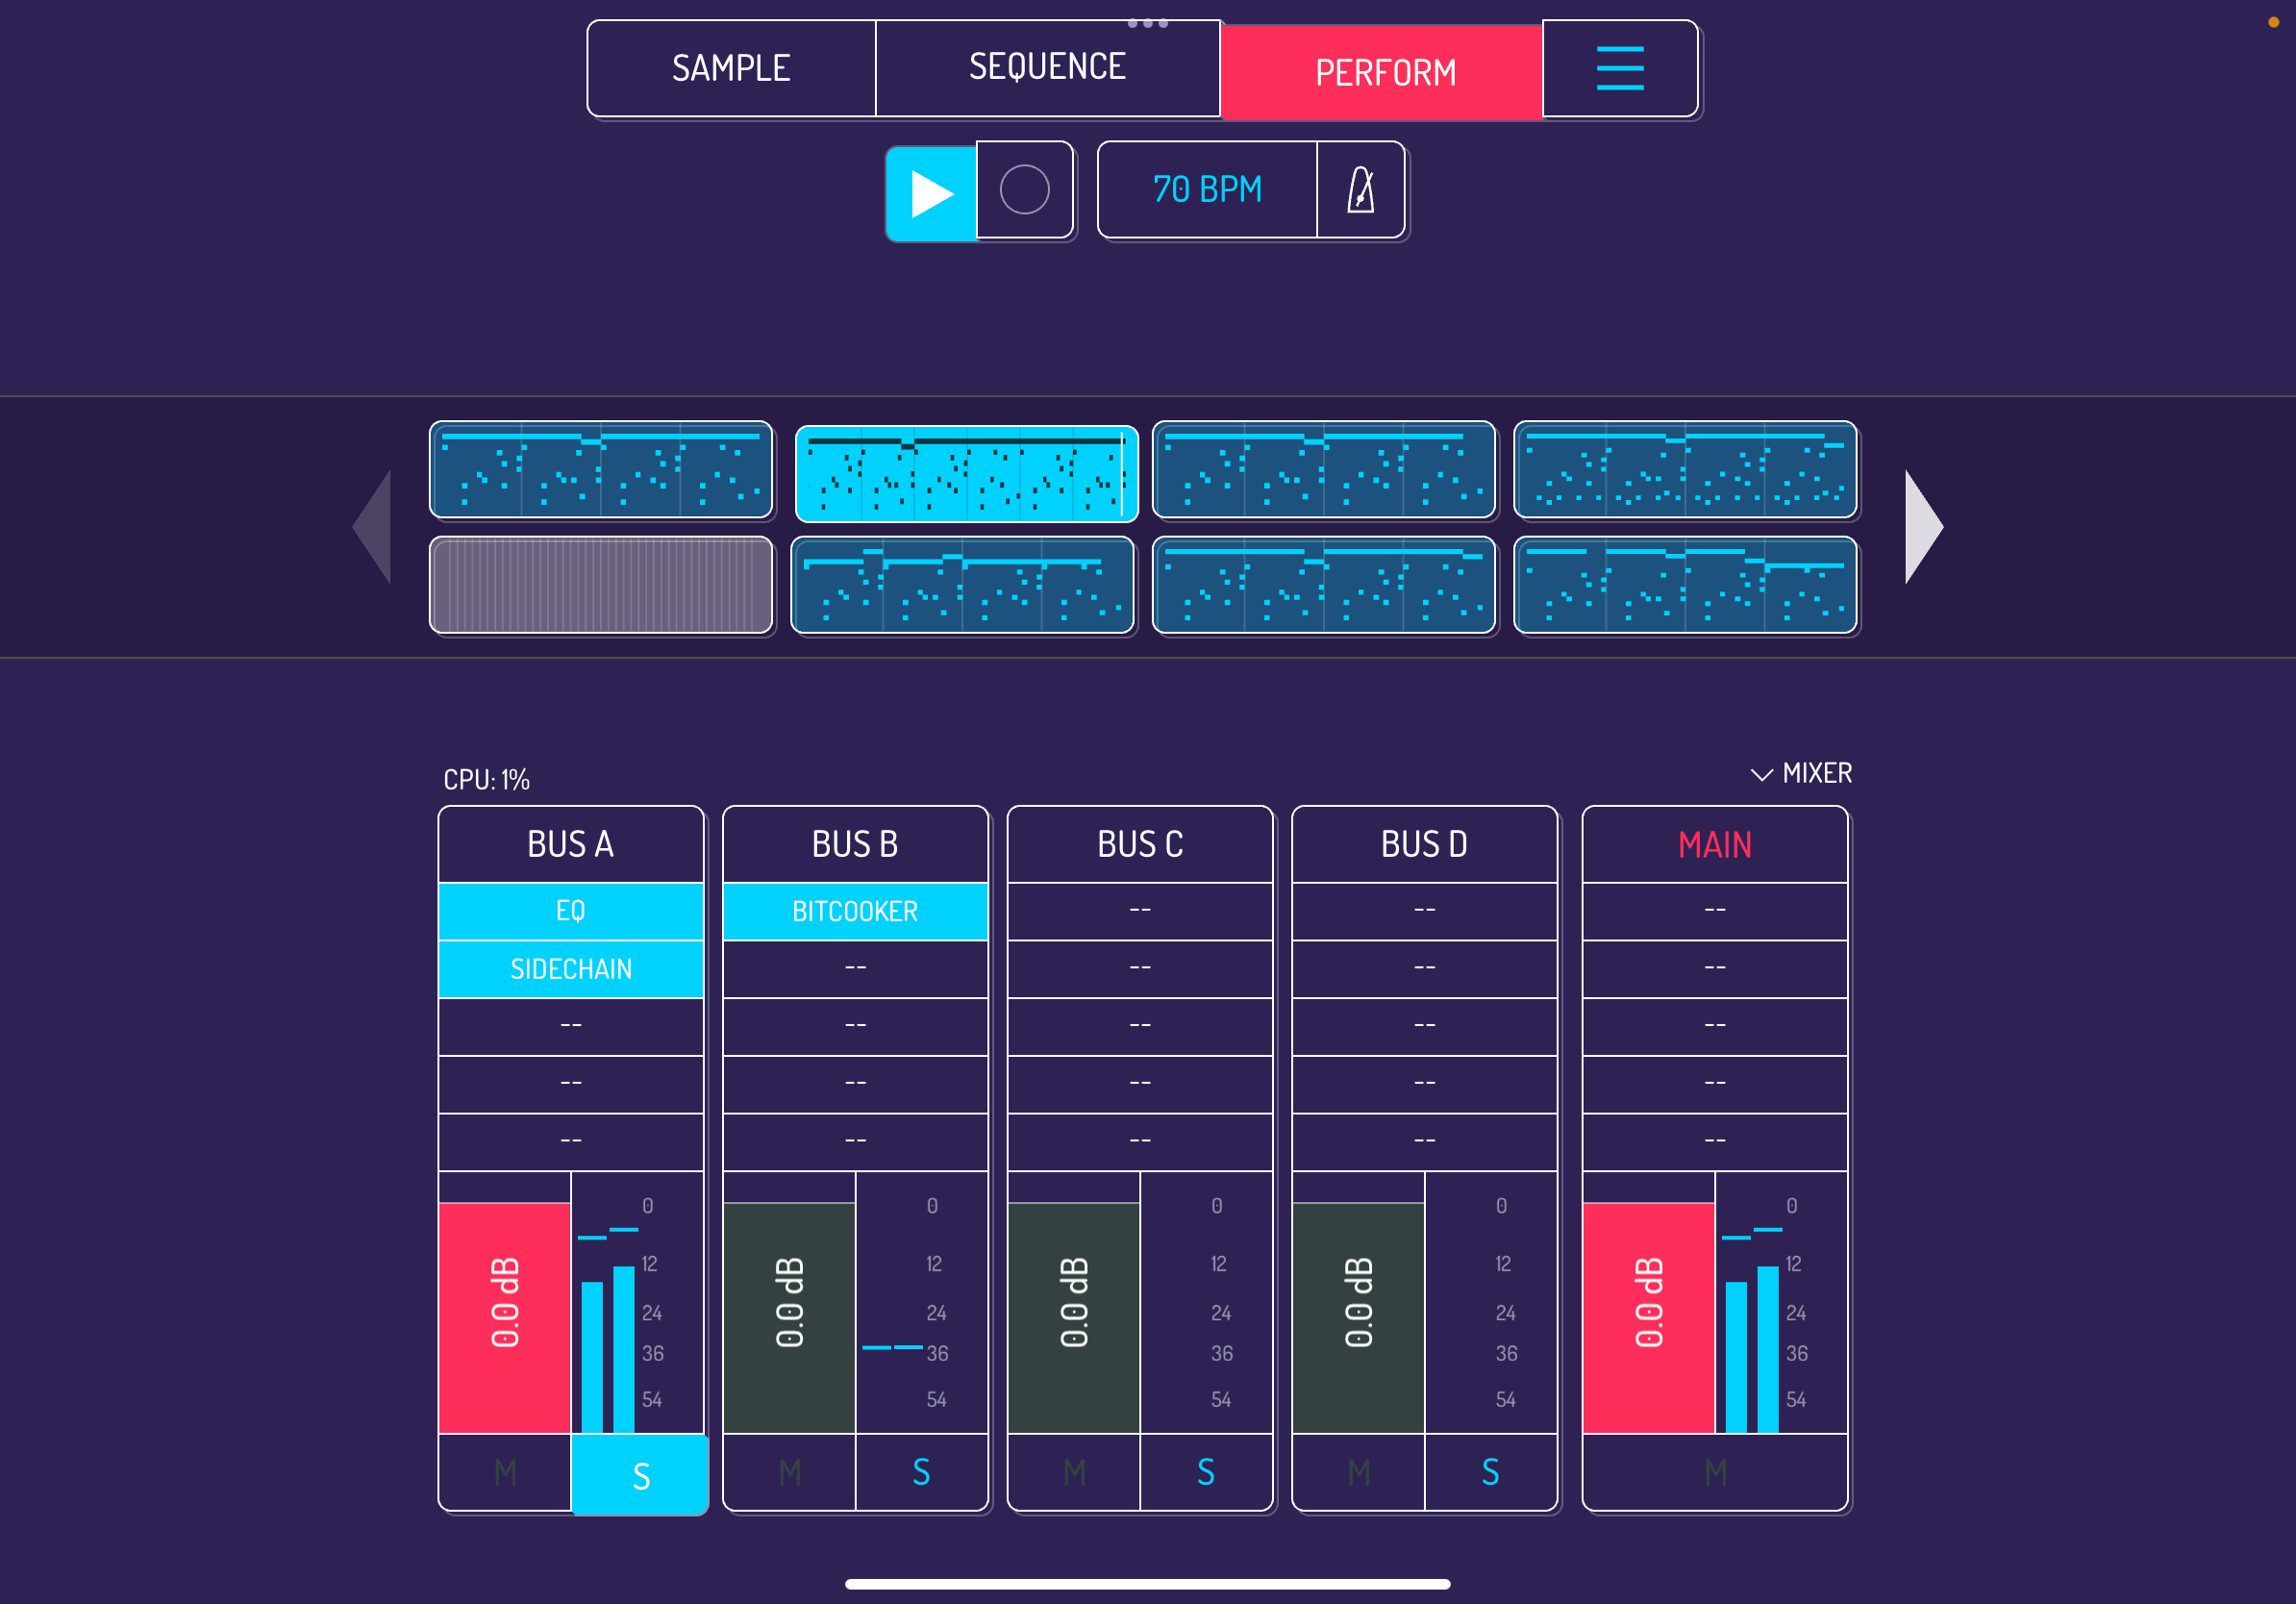 SAMPLE SEQUENCE PERFORM
70 BPM
CPU: 1% MIXER
BUS A BUS B BUS C BUS D MAIN
EQ BITCOOKER -- -- --
SIDECHAIN -- -- -- --
-- -- -- -- --
-- -- -- -- --
-- -- -- -- --
0 0 0 0 0
12 12 12 12 12
0.0 dB 0.0 dB 0.0 dB 0.0 dB 0.0 dB
24 24 24 24 24
36 36 36 36 36
54 54 54 54 54
M S M S M S M S M